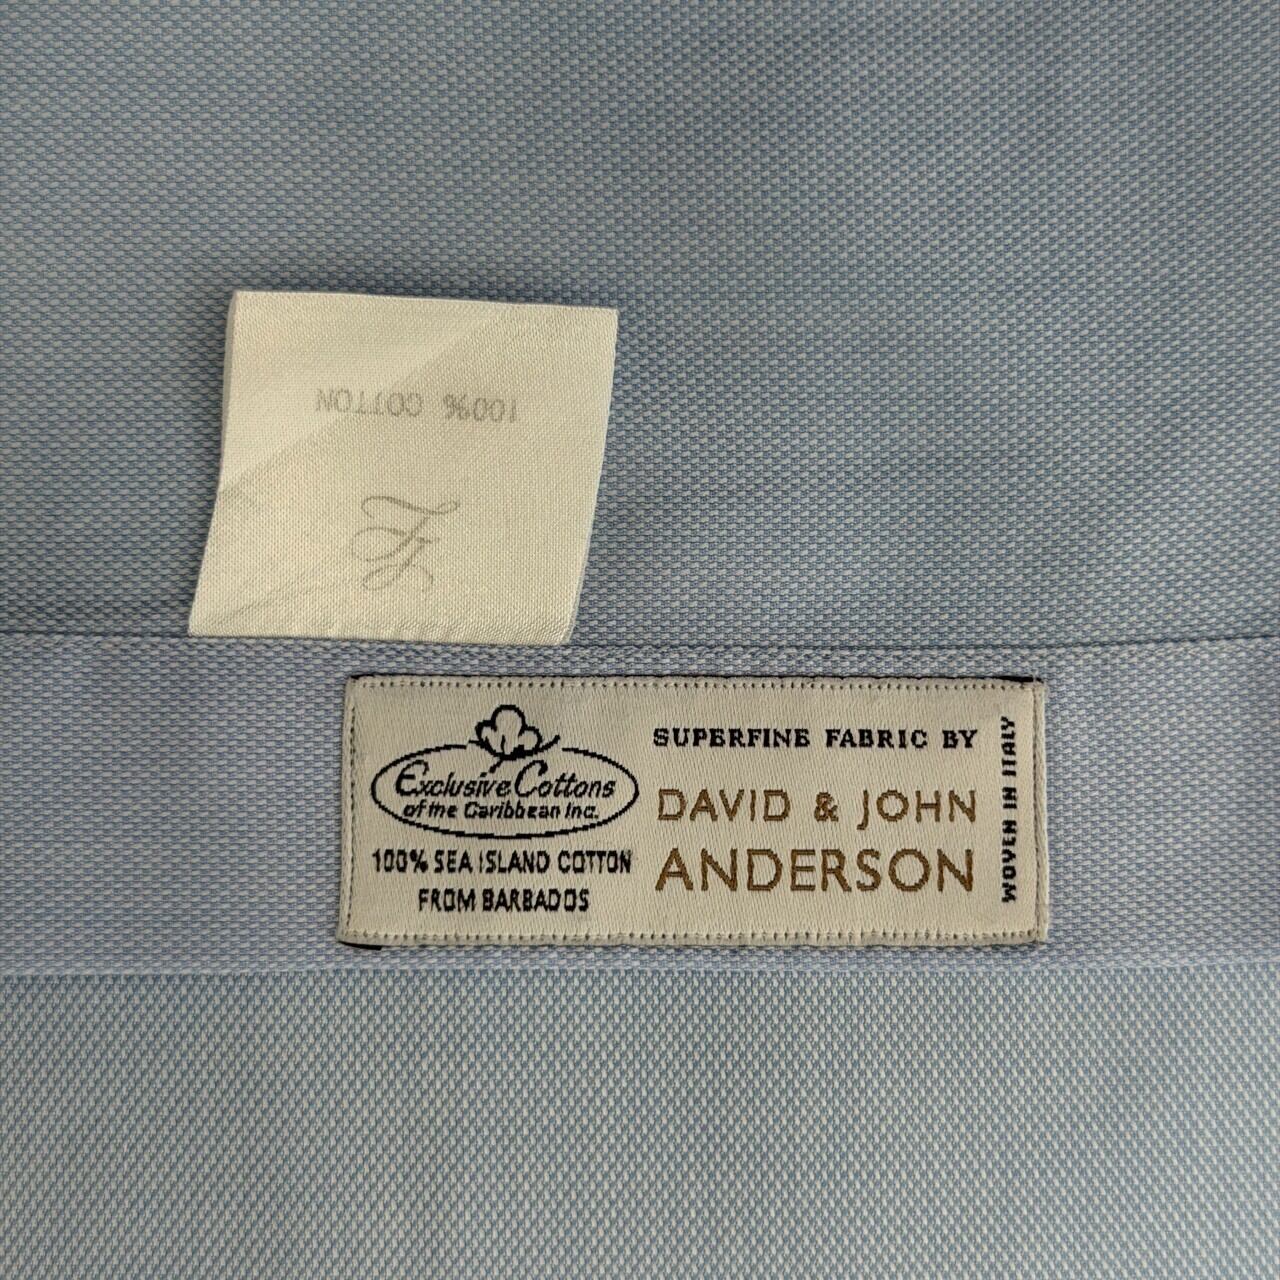 100% COTTON
Exclusive Cottons
of the Caribbean Inc.
100% SEA ISLAND COTTON
FROM BARBADOS
SUPERFINE FABRIC BY
DAVID & JOHN
ANDERSON
WOVEN IN ITALY